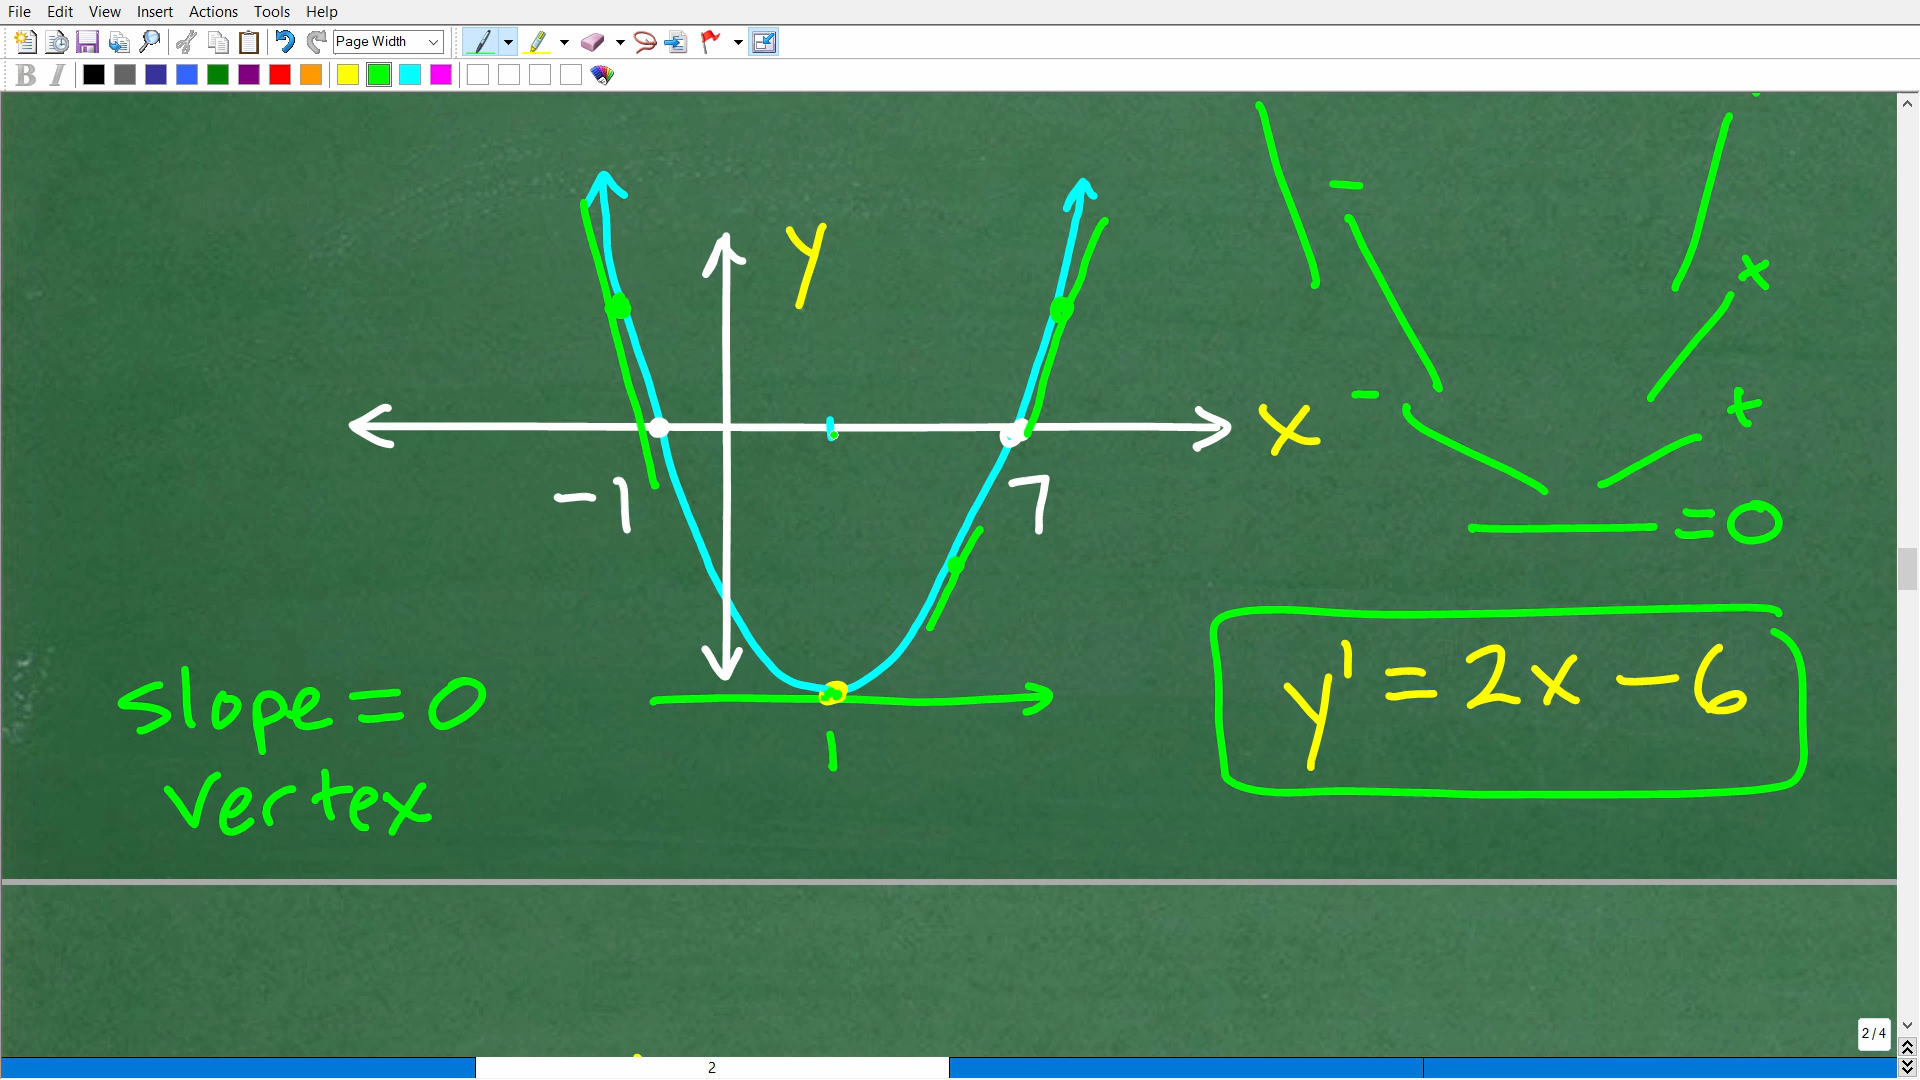 File Edit View Insert Actions Tools Help
Page Width
B I
y
-
x
+
-
x
-1
7
= 0
y' = 2x - 6
slope = 0
vertex
1
2 / 4
2